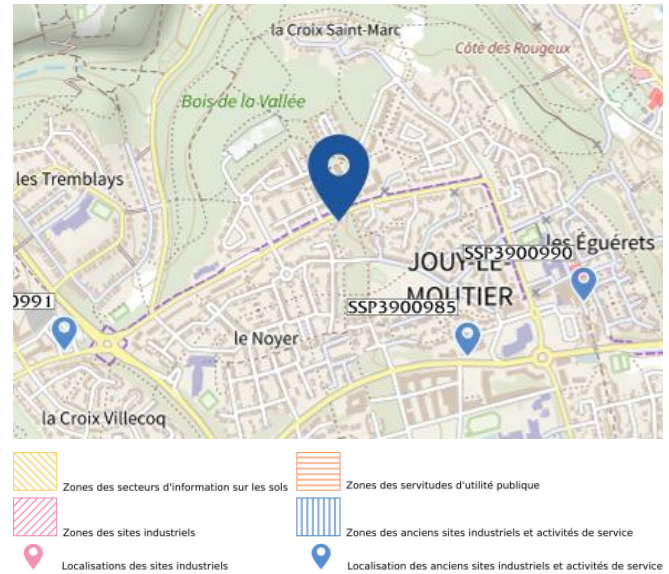 la Croix Saint-Marc
Côte des Rougeux
Bois de la Vallée
les Tremblays
les Éguérets
SSP3900990
JOUY-LE-MOUTIER
0991
SSP3900985
le Noyer
la Croix Villecoq
Zones des secteurs d'information sur les sols
Zones des servitudes d'utilité publique
Zones des sites industriels
Zones des anciens sites industriels et activités de service
Localisations des sites industriels
Localisation des anciens sites industriels et activités de service